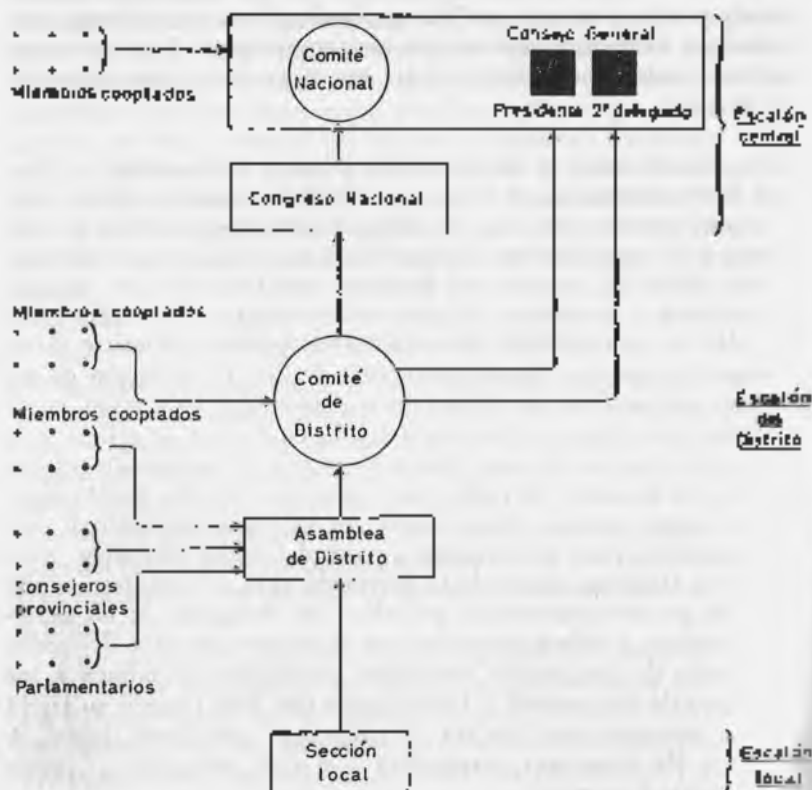 Consejo General
Comité
Nacional
Miembros cooptados
Presidente 2º delegado
Escalón
central
Congreso Nacional
Miembros cooptados
Comité
de
Distrito
Escalón
del
Distrito
Miembros cooptados
Asamblea
de Distrito
Consejeros
provinciales
Parlamentarios
Sección
Local
Escalón
local